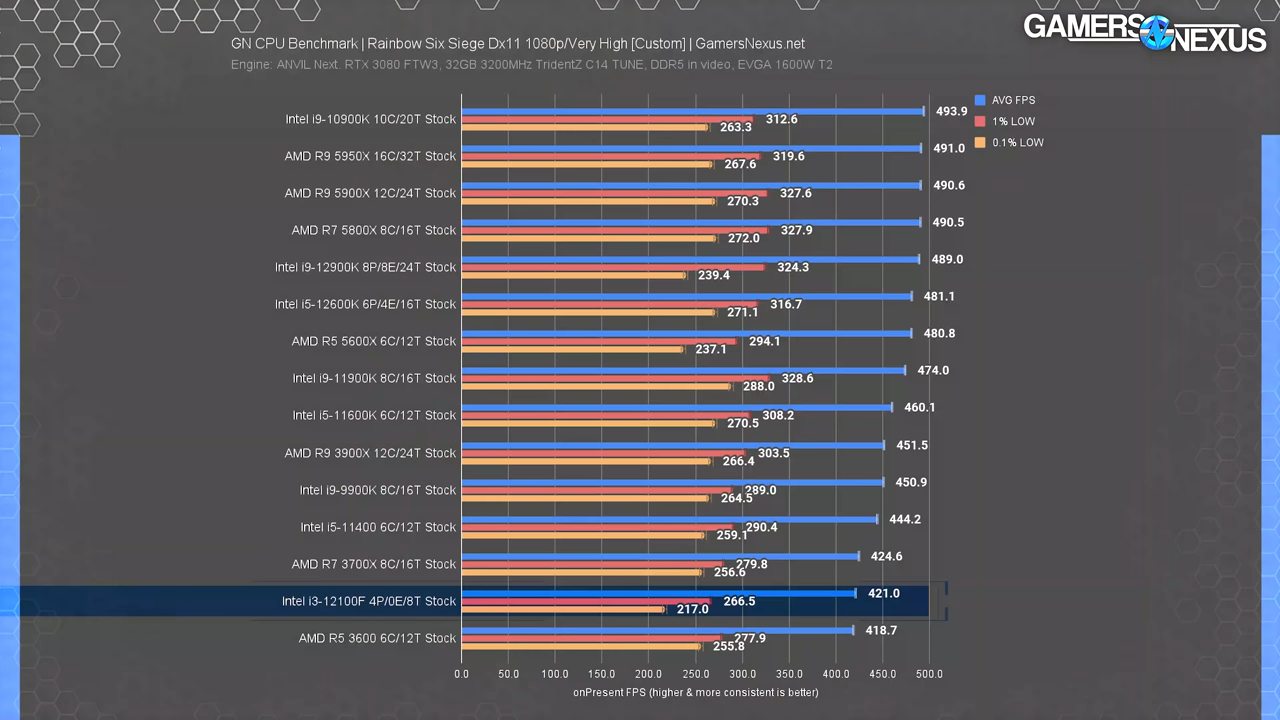 GAMERS NEXUS
GN CPU Benchmark | Rainbow Six Siege Dx11 1080p/Very High [Custom] | GamersNexus.net
Engine: ANVIL Next. RTX 3080 FTW3, 32GB 3200MHz TridentZ C14 TUNE, DDR5 in video, EVGA 1600W T2
AVG FPS
1% LOW
0.1% LOW
Intel i9-10900K 10C/20T Stock 493.9 312.6 263.3
AMD R9 5950X 16C/32T Stock 491.0 319.6 267.6
AMD R9 5900X 12C/24T Stock 490.6 327.6 270.3
AMD R7 5800X 8C/16T Stock 490.5 327.9 272.0
Intel i9-12900K 8P/8E/24T Stock 489.0 324.3 239.4
Intel i5-12600K 6P/4E/16T Stock 481.1 316.7 271.1
AMD R5 5600X 6C/12T Stock 480.8 294.1 237.1
Intel i9-11900K 8C/16T Stock 474.0 328.6 288.0
Intel i5-11600K 6C/12T Stock 460.1 308.2 270.5
AMD R9 3900X 12C/24T Stock 451.5 303.5 266.4
Intel i9-9900K 8C/16T Stock 450.9 289.0 264.5
Intel i5-11400 6C/12T Stock 444.2 290.4 259.1
AMD R7 3700X 8C/16T Stock 424.6 279.8 256.6
Intel i3-12100F 4P/0E/8T Stock 421.0 266.5 217.0
AMD R5 3600 6C/12T Stock 418.7 277.9 255.8
0.0 50.0 100.0 150.0 200.0 250.0 300.0 350.0 400.0 450.0 500.0
onPresent FPS (higher & more consistent is better)